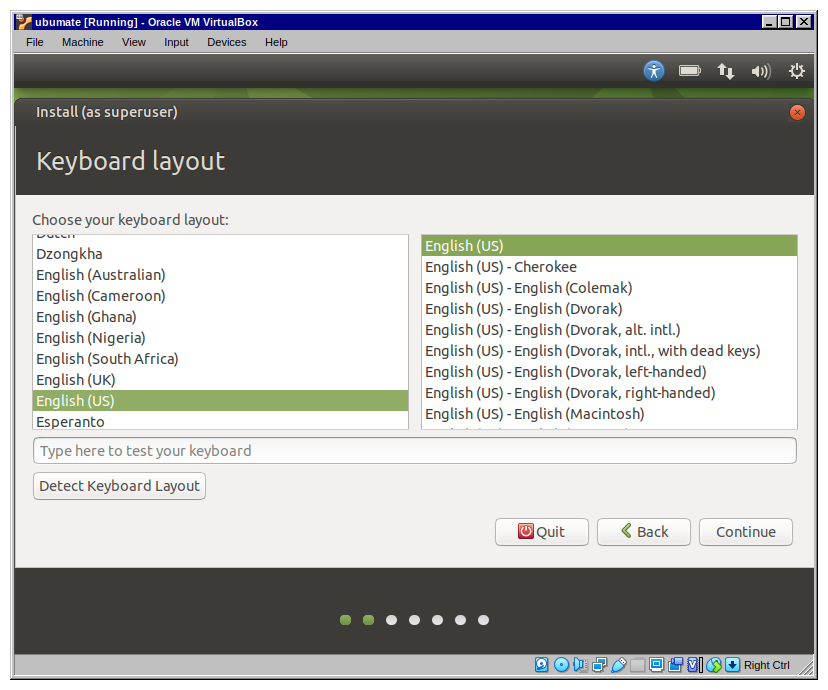 ubumate [Running] - Oracle VM VirtualBox
File Machine View Input Devices Help
Install (as superuser)
Keyboard layout
Choose your keyboard layout:
Dutch
Dzongkha
English (Australian)
English (Cameroon)
English (Ghana)
English (Nigeria)
English (South Africa)
English (UK)
English (US)
Esperanto
English (US)
English (US) - Cherokee
English (US) - English (Colemak)
English (US) - English (Dvorak)
English (US) - English (Dvorak, alt. intl.)
English (US) - English (Dvorak, intl., with dead keys)
English (US) - English (Dvorak, left-handed)
English (US) - English (Dvorak, right-handed)
English (US) - English (Macintosh)
Type here to test your keyboard
Detect Keyboard Layout
Quit Back Continue
Right Ctrl